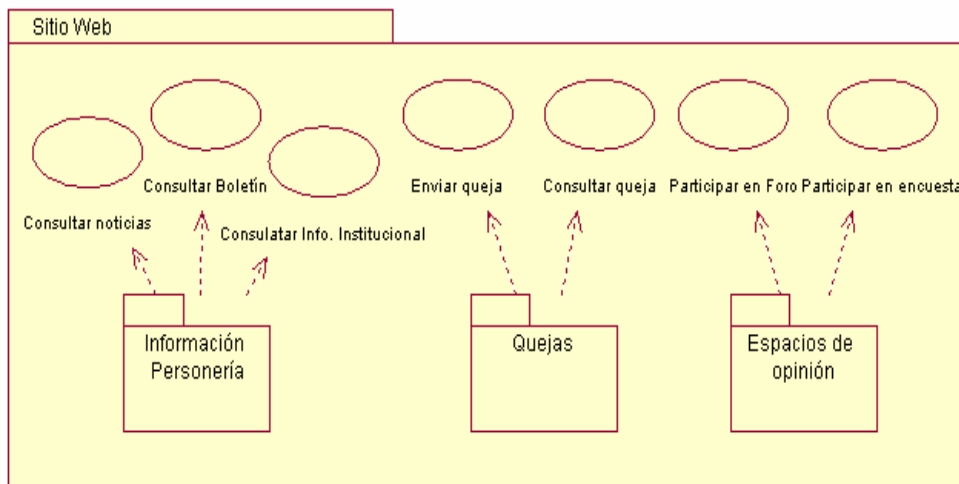 Sitio Web
Consultar Boletín
Enviar queja
Consultar queja
Participar en Foro
Participar en encuesta
Consultar noticias
Consulatar Info. Institucional
Información
Personería
Quejas
Espacios de
opinión